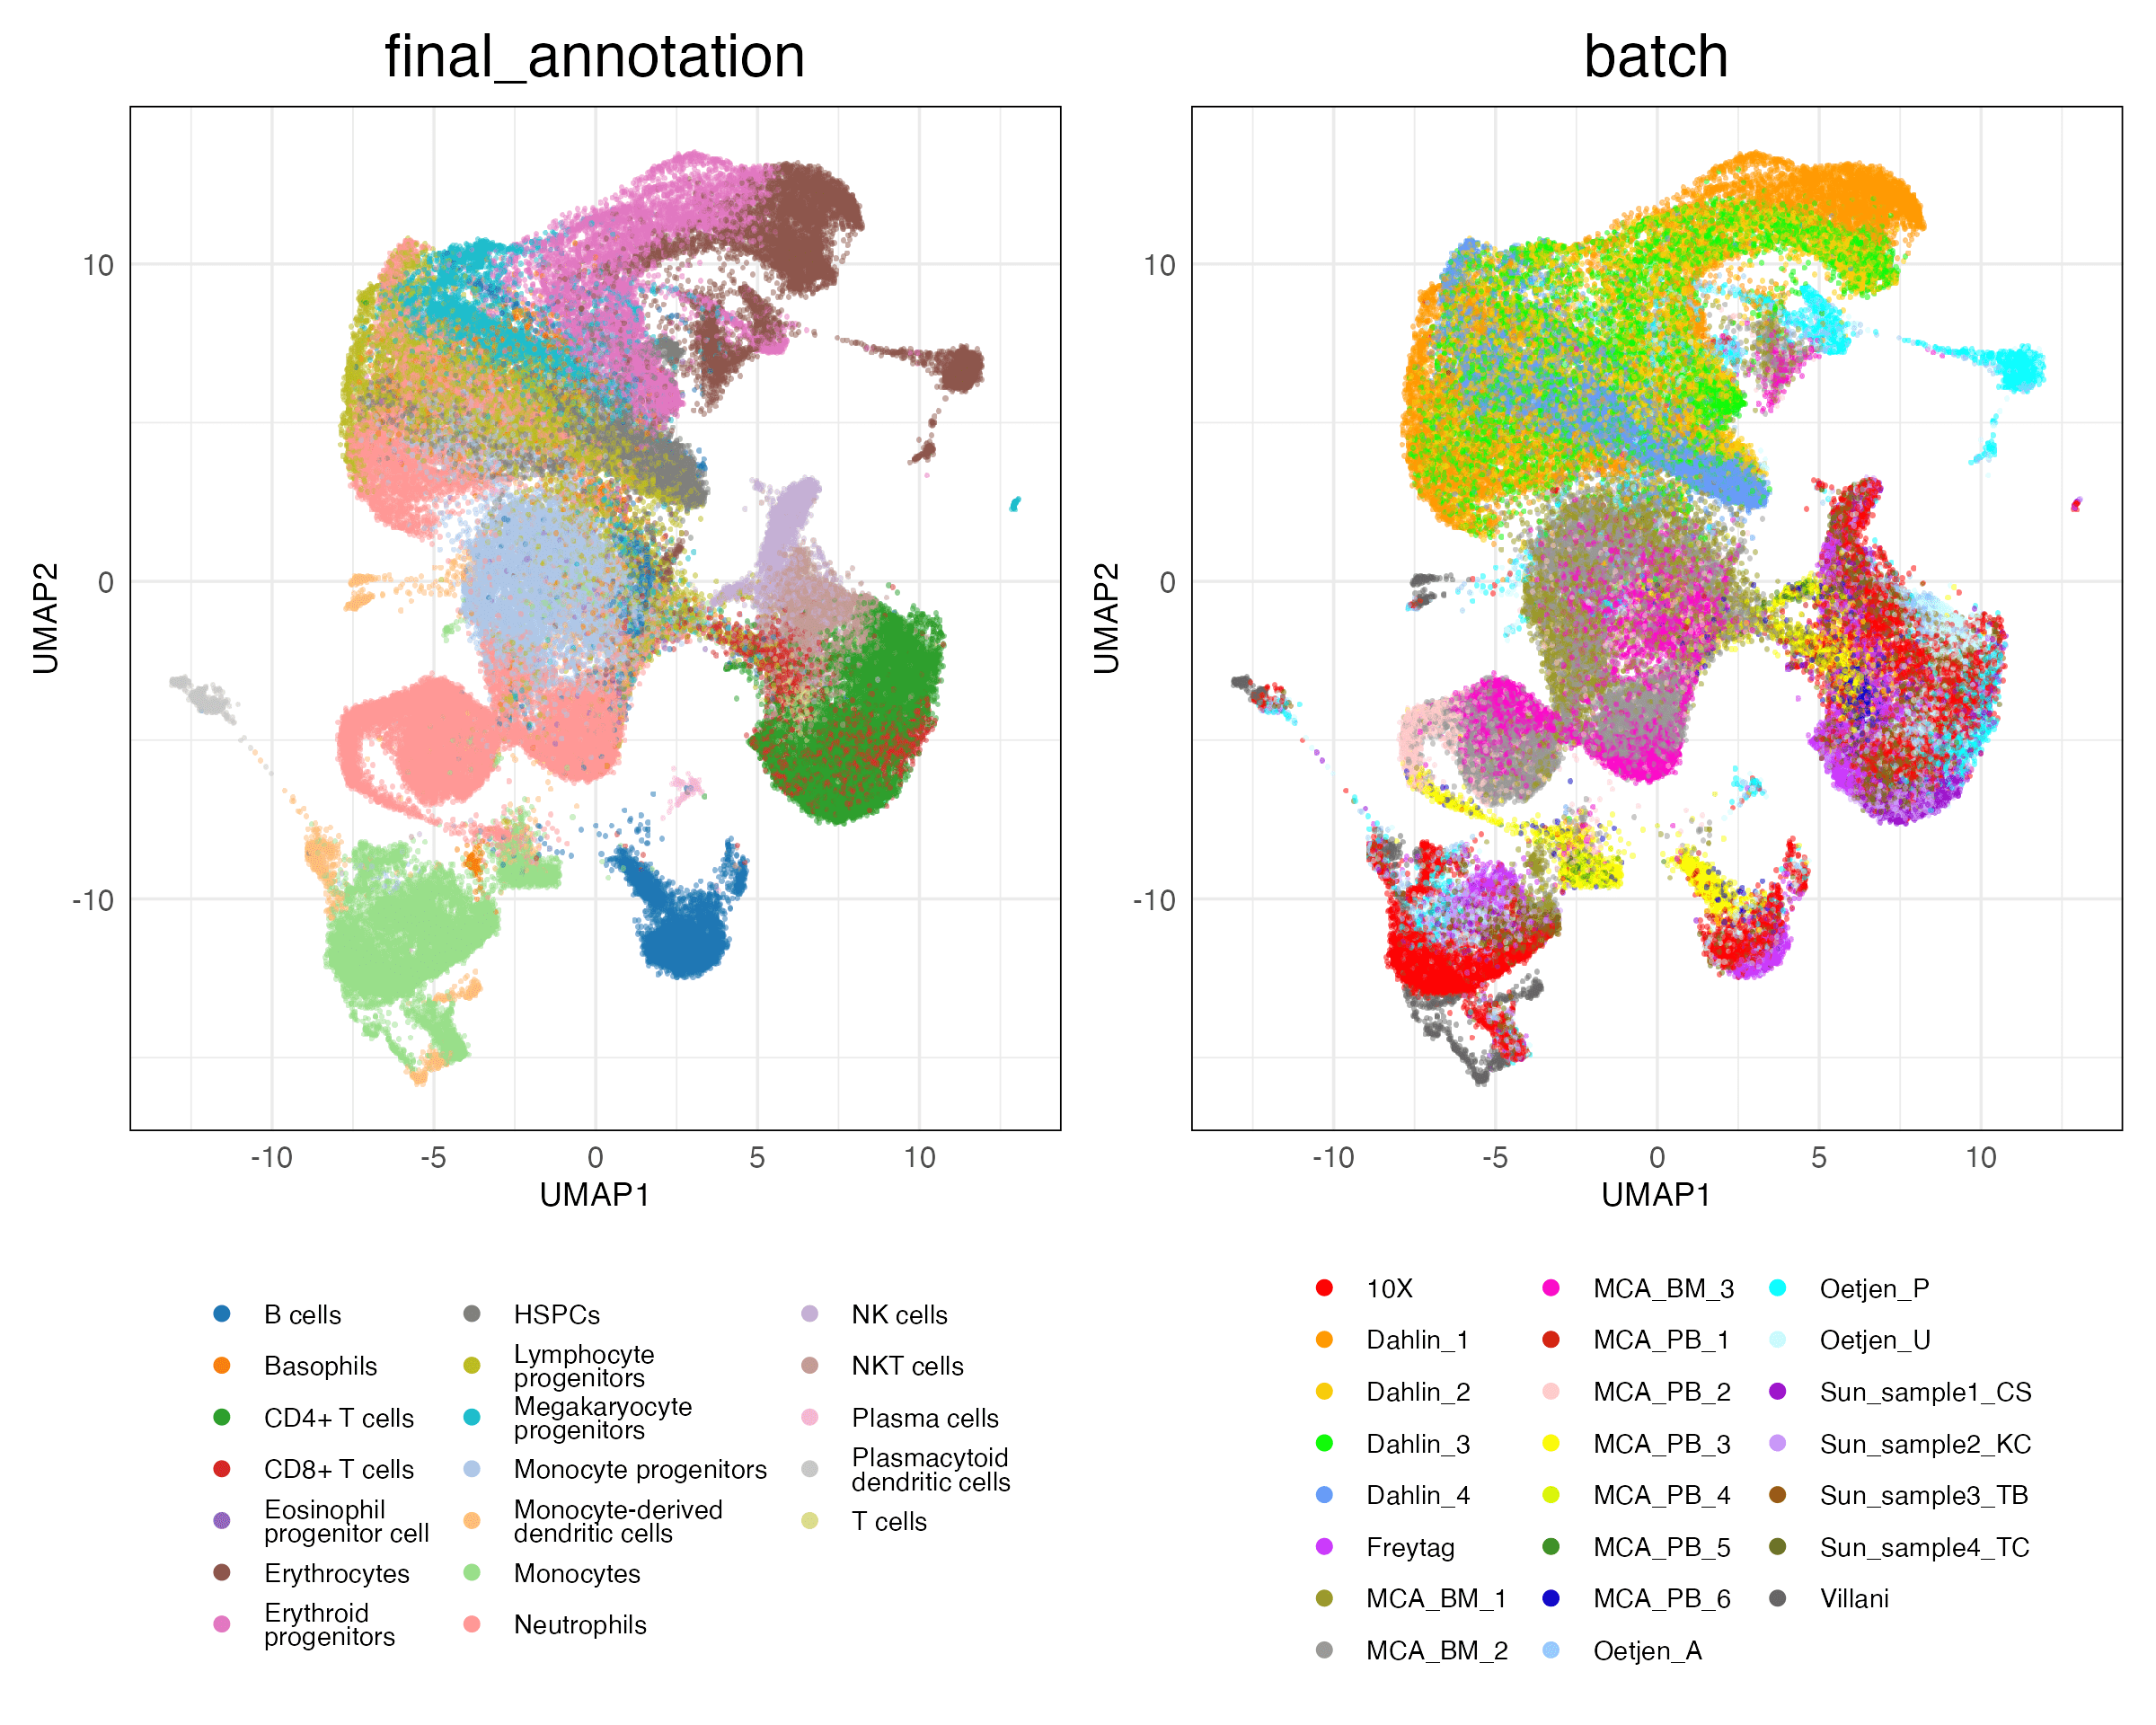 final_annotation
batch
UMAP2
10
0
-10
-10
-5
0
5
10
UMAP1
UMAP2
10
0
-10
-10
-5
0
5
10
UMAP1
B cells
Basophils
CD4+ T cells
CD8+ T cells
Eosinophil
progenitor cell
Erythrocytes
Erythroid
progenitors
HSPCs
Lymphocyte
progenitors
Megakaryocyte
progenitors
Monocyte progenitors
Monocyte-derived
dendritic cells
Monocytes
Neutrophils
NK cells
NKT cells
Plasma cells
Plasmacytoid
dendritic cells
T cells
10X
Dahlin_1
Dahlin_2
Dahlin_3
Dahlin_4
Freytag
MCA_BM_1
MCA_BM_2
MCA_BM_3
MCA_PB_1
MCA_PB_2
MCA_PB_3
MCA_PB_4
MCA_PB_5
MCA_PB_6
Oetjen_A
Oetjen_P
Oetjen_U
Sun_sample1_CS
Sun_sample2_KC
Sun_sample3_TB
Sun_sample4_TC
Villani